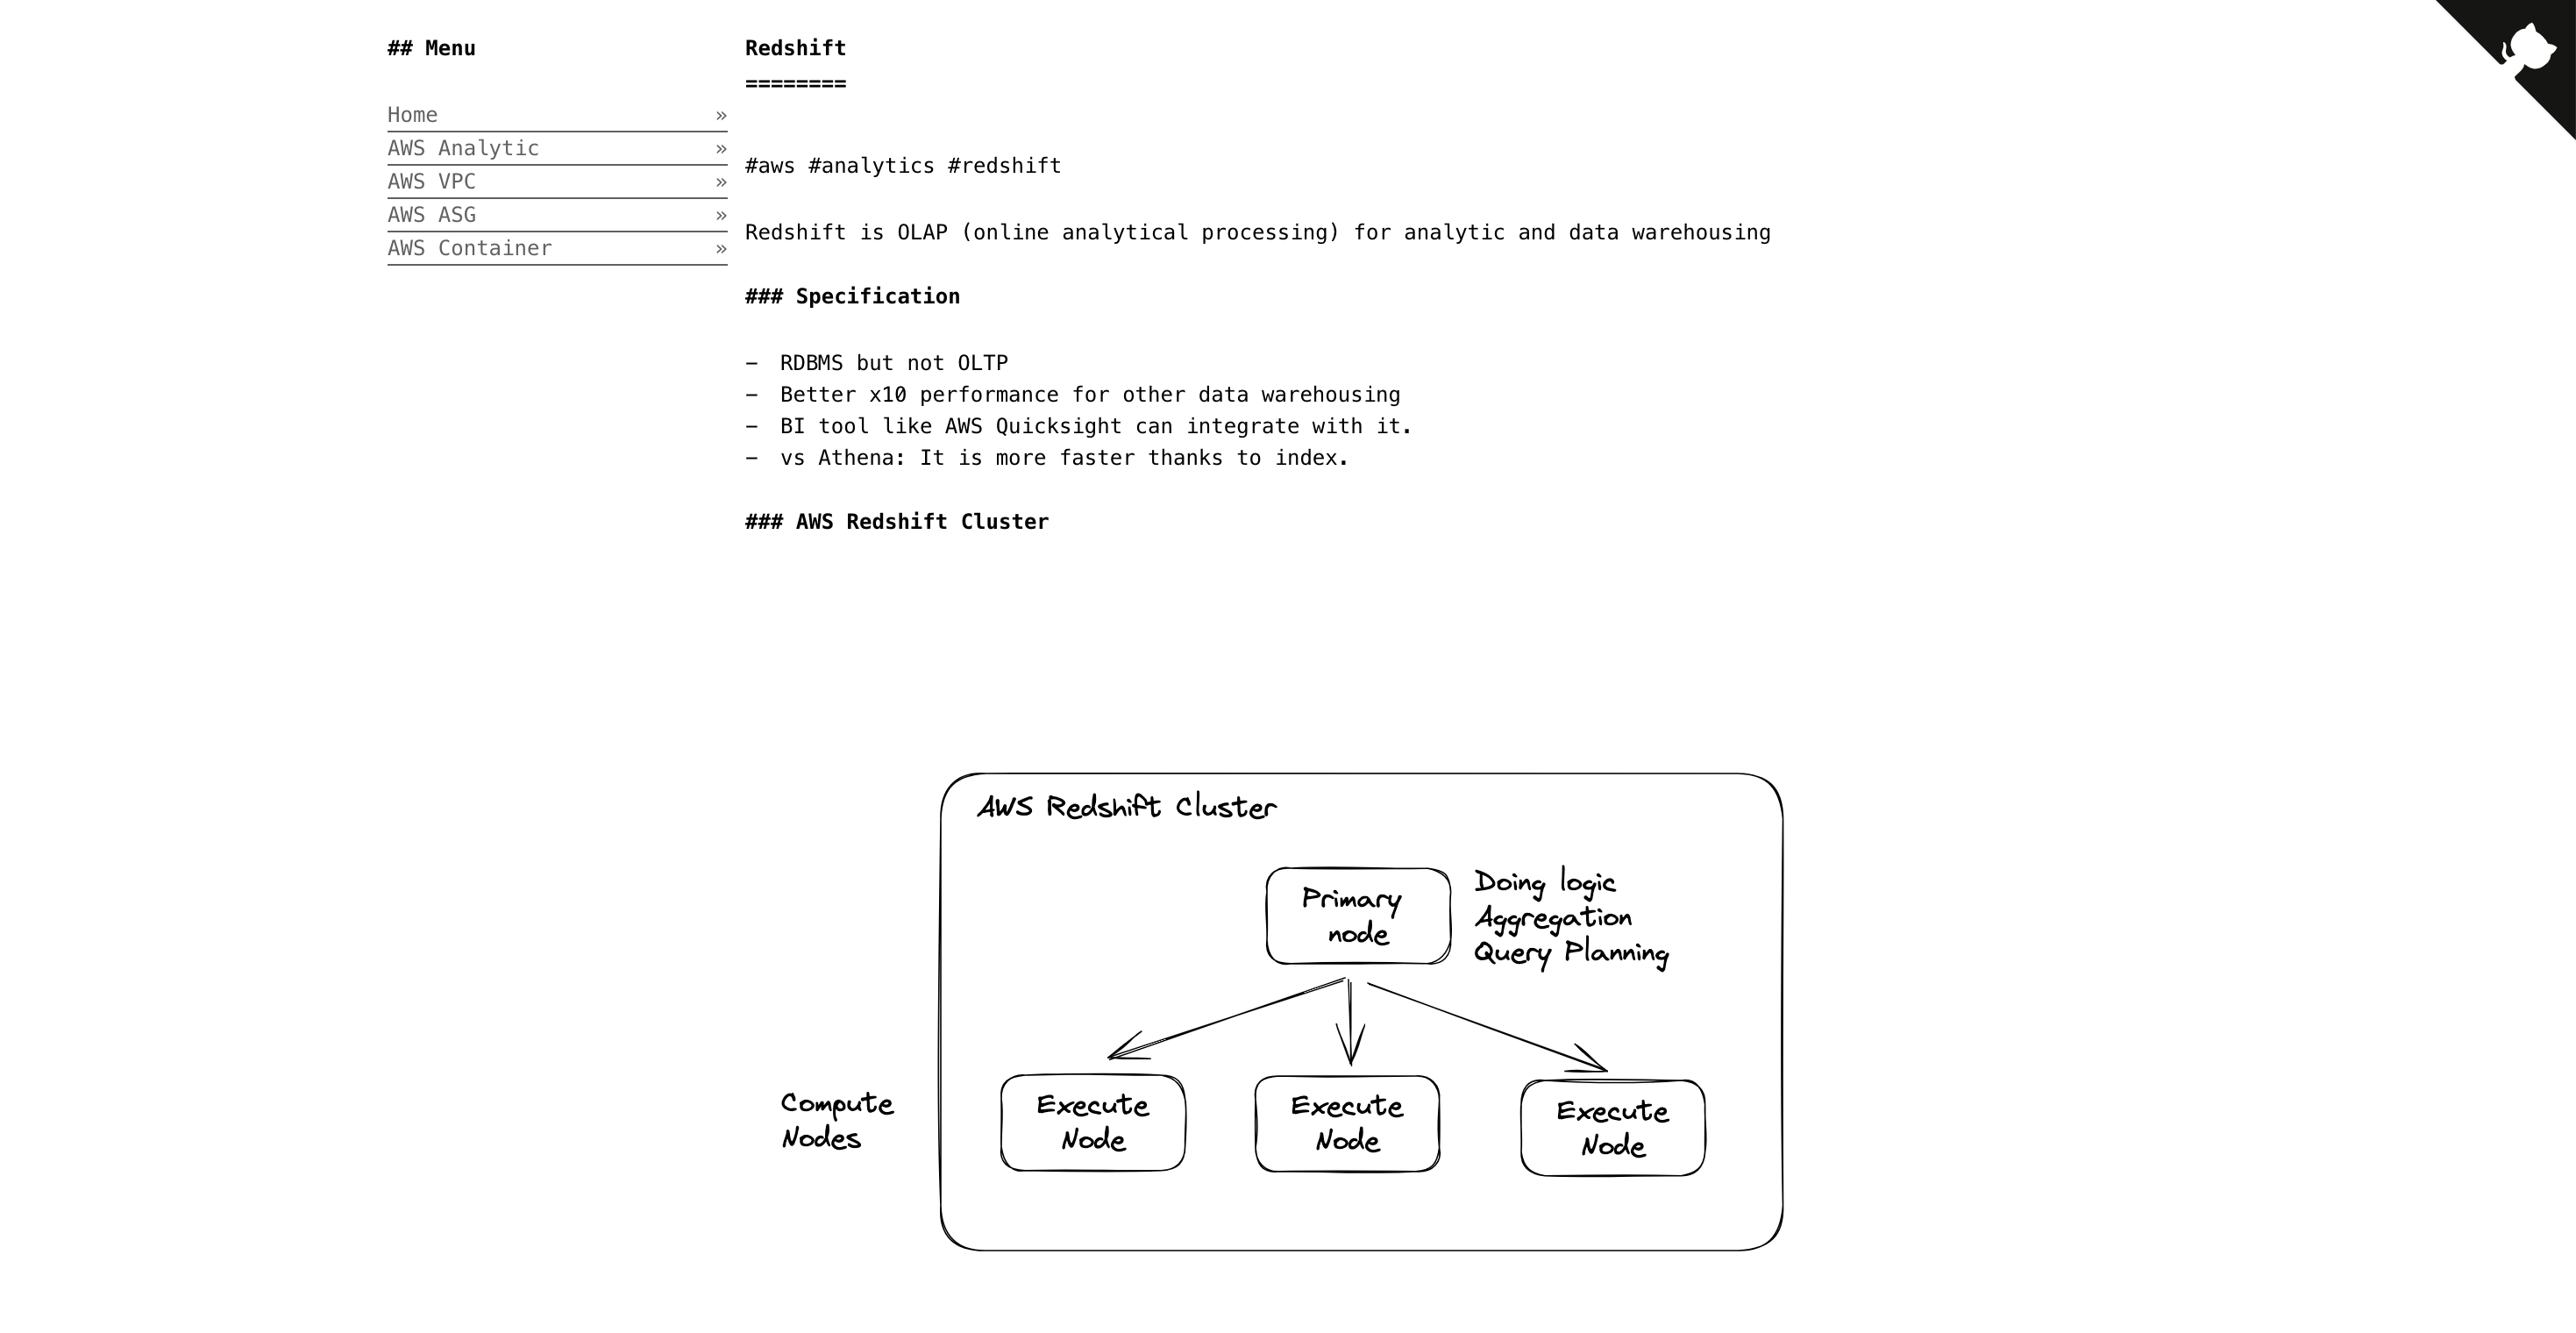 ## Menu
Home »
AWS Analytic »
AWS VPC »
AWS ASG »
AWS Container »
Redshift
========
#aws #analytics #redshift
Redshift is OLAP (online analytical processing) for analytic and data warehousing
### Specification
− RDBMS but not OLTP
− Better x10 performance for other data warehousing
− BI tool like AWS Quicksight can integrate with it.
− vs Athena: It is more faster thanks to index.
### AWS Redshift Cluster
AWS Redshift Cluster
Primary
node
Doing logic
Aggregation
Query Planning
Compute
Nodes
Execute
Node
Execute
Node
Execute
Node